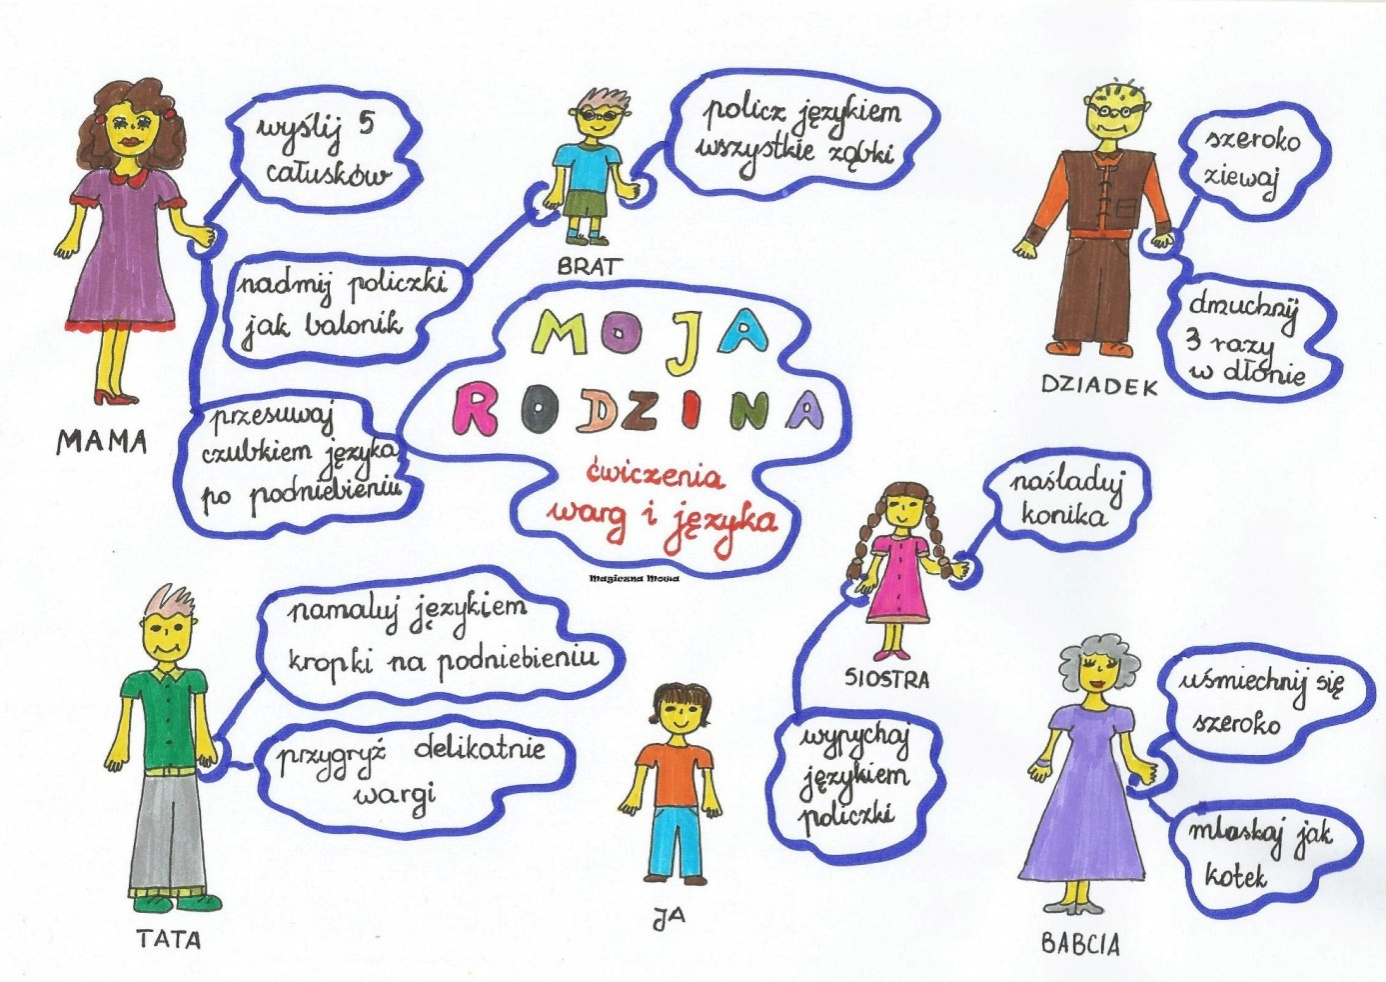 wyślij 5
całusków
MAMA
przesuwaj
czubkiem języka
po podniebieniu
nadmij policzki
jak balonik
BRAT
policz językiem
wszystkie ząbki
szeroko
ziewaj
DZIADEK
dmuchnij
3 razy
w dłonie
MOJA
RODZINA
ćwiczenia
warg i języka
Magiczna Mowa
naśladuj
konika
SIOSTRA
wypychaj
językiem
policzki
namaluj językiem
kropki na podniebieniu
przygryź delikatnie
wargi
TATA
JA
uśmiechnij się
szeroko
mlaskaj jak
kotek
BABCIA